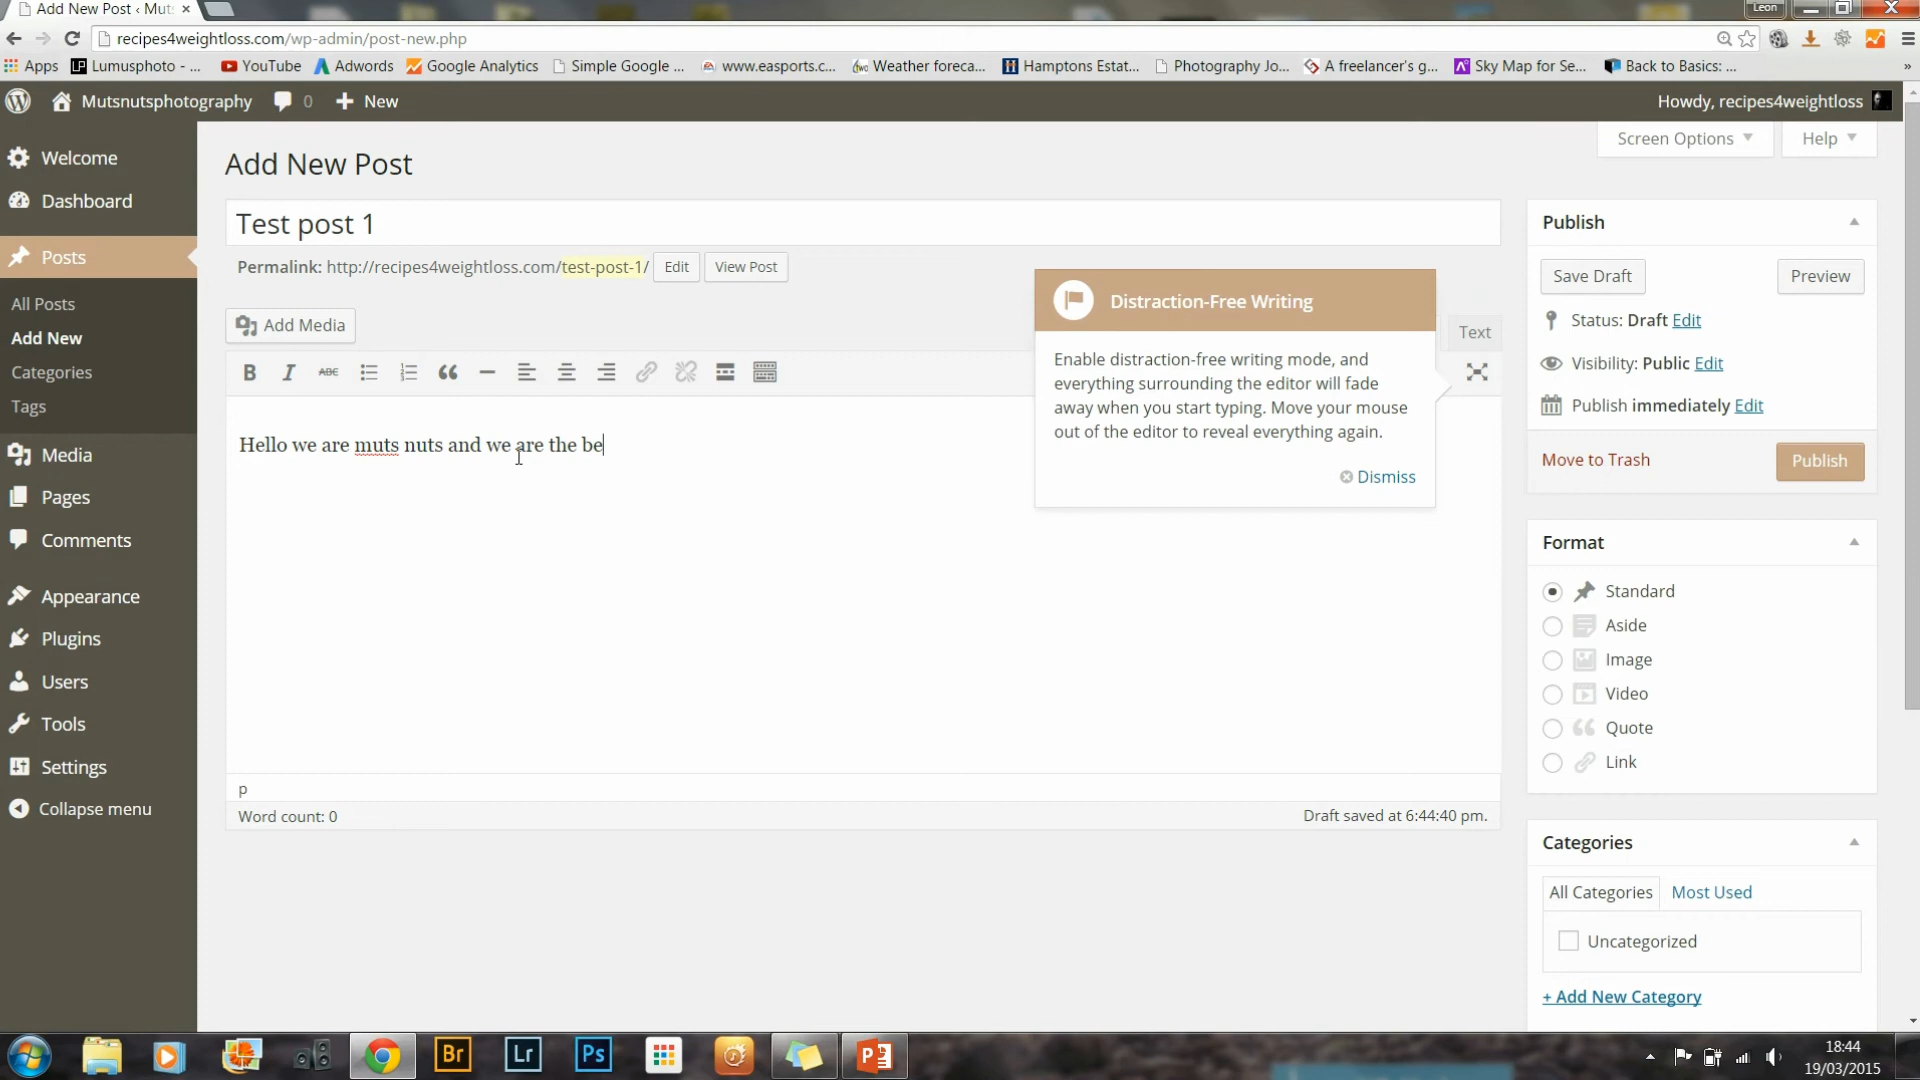 Add New Post ‹ Muts
Leon
recipes4weightloss.com/wp-admin/post-new.php
Apps
Lumusphoto - ...
YouTube
Adwords
Google Analytics
Simple Google ...
www.easports.c...
Weather foreca...
Hamptons Estat...
Photography Jo...
A freelancer's g...
Sky Map for Se...
Back to Basics: ...
»
Mutsnutsphotography
0
New
Howdy, recipes4weightloss
Screen Options
Help
Welcome
Dashboard
Posts
All Posts
Add New
Categories
Tags
Media
Pages
Comments
Appearance
Plugins
Users
Tools
Settings
Collapse menu
Add New Post
Test post 1
Permalink: http://recipes4weightloss.com/test-post-1/
Edit
View Post
Add Media
Text
B I ABC
Hello we are muts nuts and we are the be
Distraction-Free Writing
Enable distraction-free writing mode, and
everything surrounding the editor will fade
away when you start typing. Move your mouse
out of the editor to reveal everything again.
Dismiss
p
Word count: 0
Draft saved at 6:44:40 pm.
Publish
Save Draft
Preview
Status: Draft Edit
Visibility: Public Edit
Publish immediately Edit
Move to Trash
Publish
Format
Standard
Aside
Image
Video
Quote
Link
Categories
All Categories
Most Used
Uncategorized
+ Add New Category
Br
Lr
Ps
18:44
19/03/2015